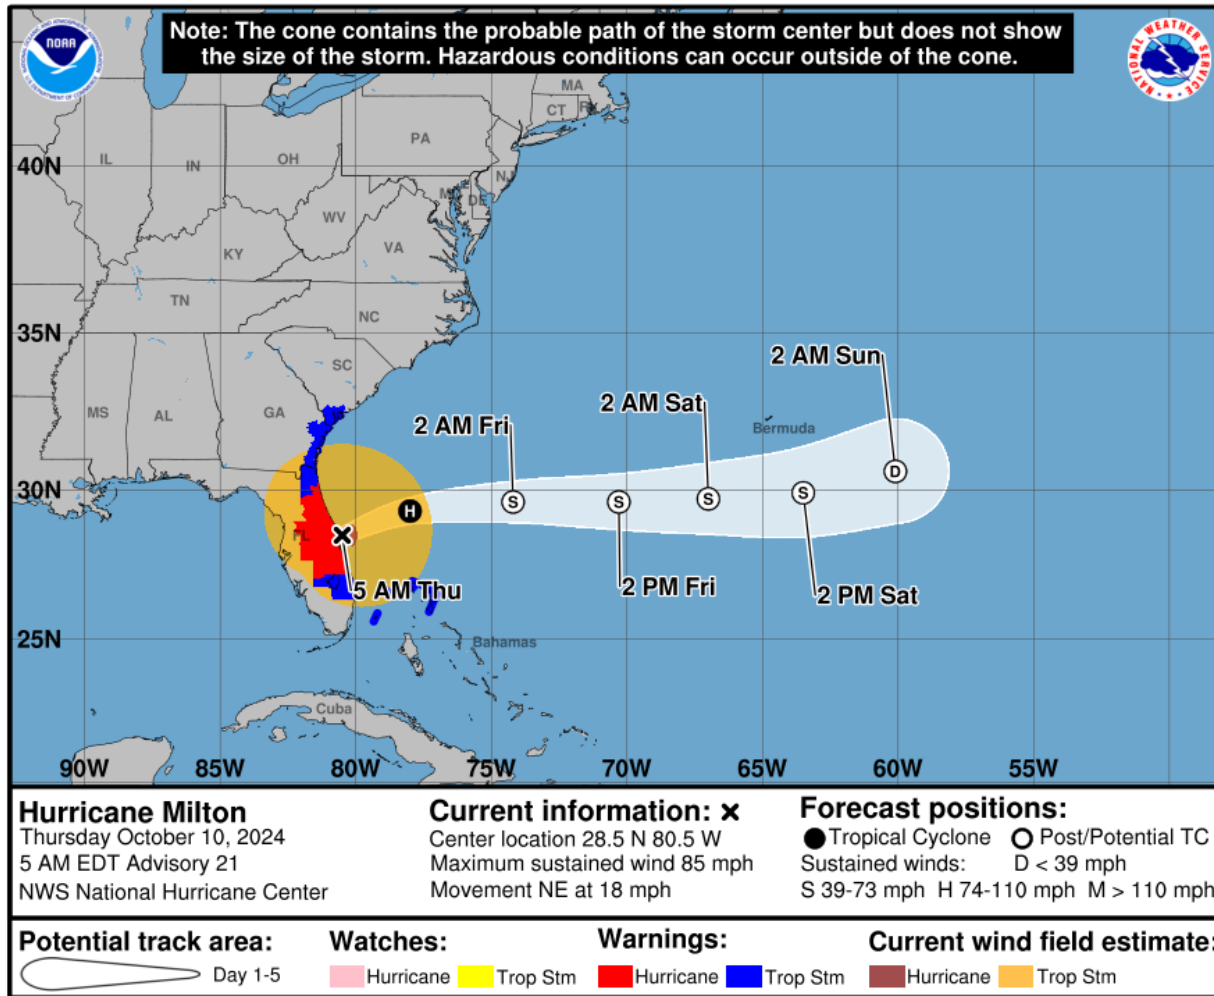 Note: The cone contains the probable path of the storm center but does not show
the size of the storm. Hazardous conditions can occur outside of the cone.
NOAA
NATIONAL WEATHER SERVICE
MA
CT
PA
NJ
IL
IN
OH
DE
WV
KY
VA
TN
NC
SC
MS
AL
GA
FL
40N
35N
30N
25N
2 AM Sun
2 AM Sat
2 AM Fri
Bermuda
S
S
S
S
D
H
5 AM Thu
2 PM Fri
2 PM Sat
Bahamas
Cuba
90W 85W 80W 75W 70W 65W 60W 55W
Hurricane Milton
Thursday October 10, 2024
5 AM EDT Advisory 21
NWS National Hurricane Center
Current information: ×
Center location 28.5 N 80.5 W
Maximum sustained wind 85 mph
Movement NE at 18 mph
Forecast positions:
Tropical Cyclone Post/Potential TC
Sustained winds: D < 39 mph
S 39-73 mph H 74-110 mph M > 110 mph
Potential track area:
Day 1-5
Watches:
Hurricane Trop Stm
Warnings:
Hurricane Trop Stm
Current wind field estimate:
Hurricane Trop Stm